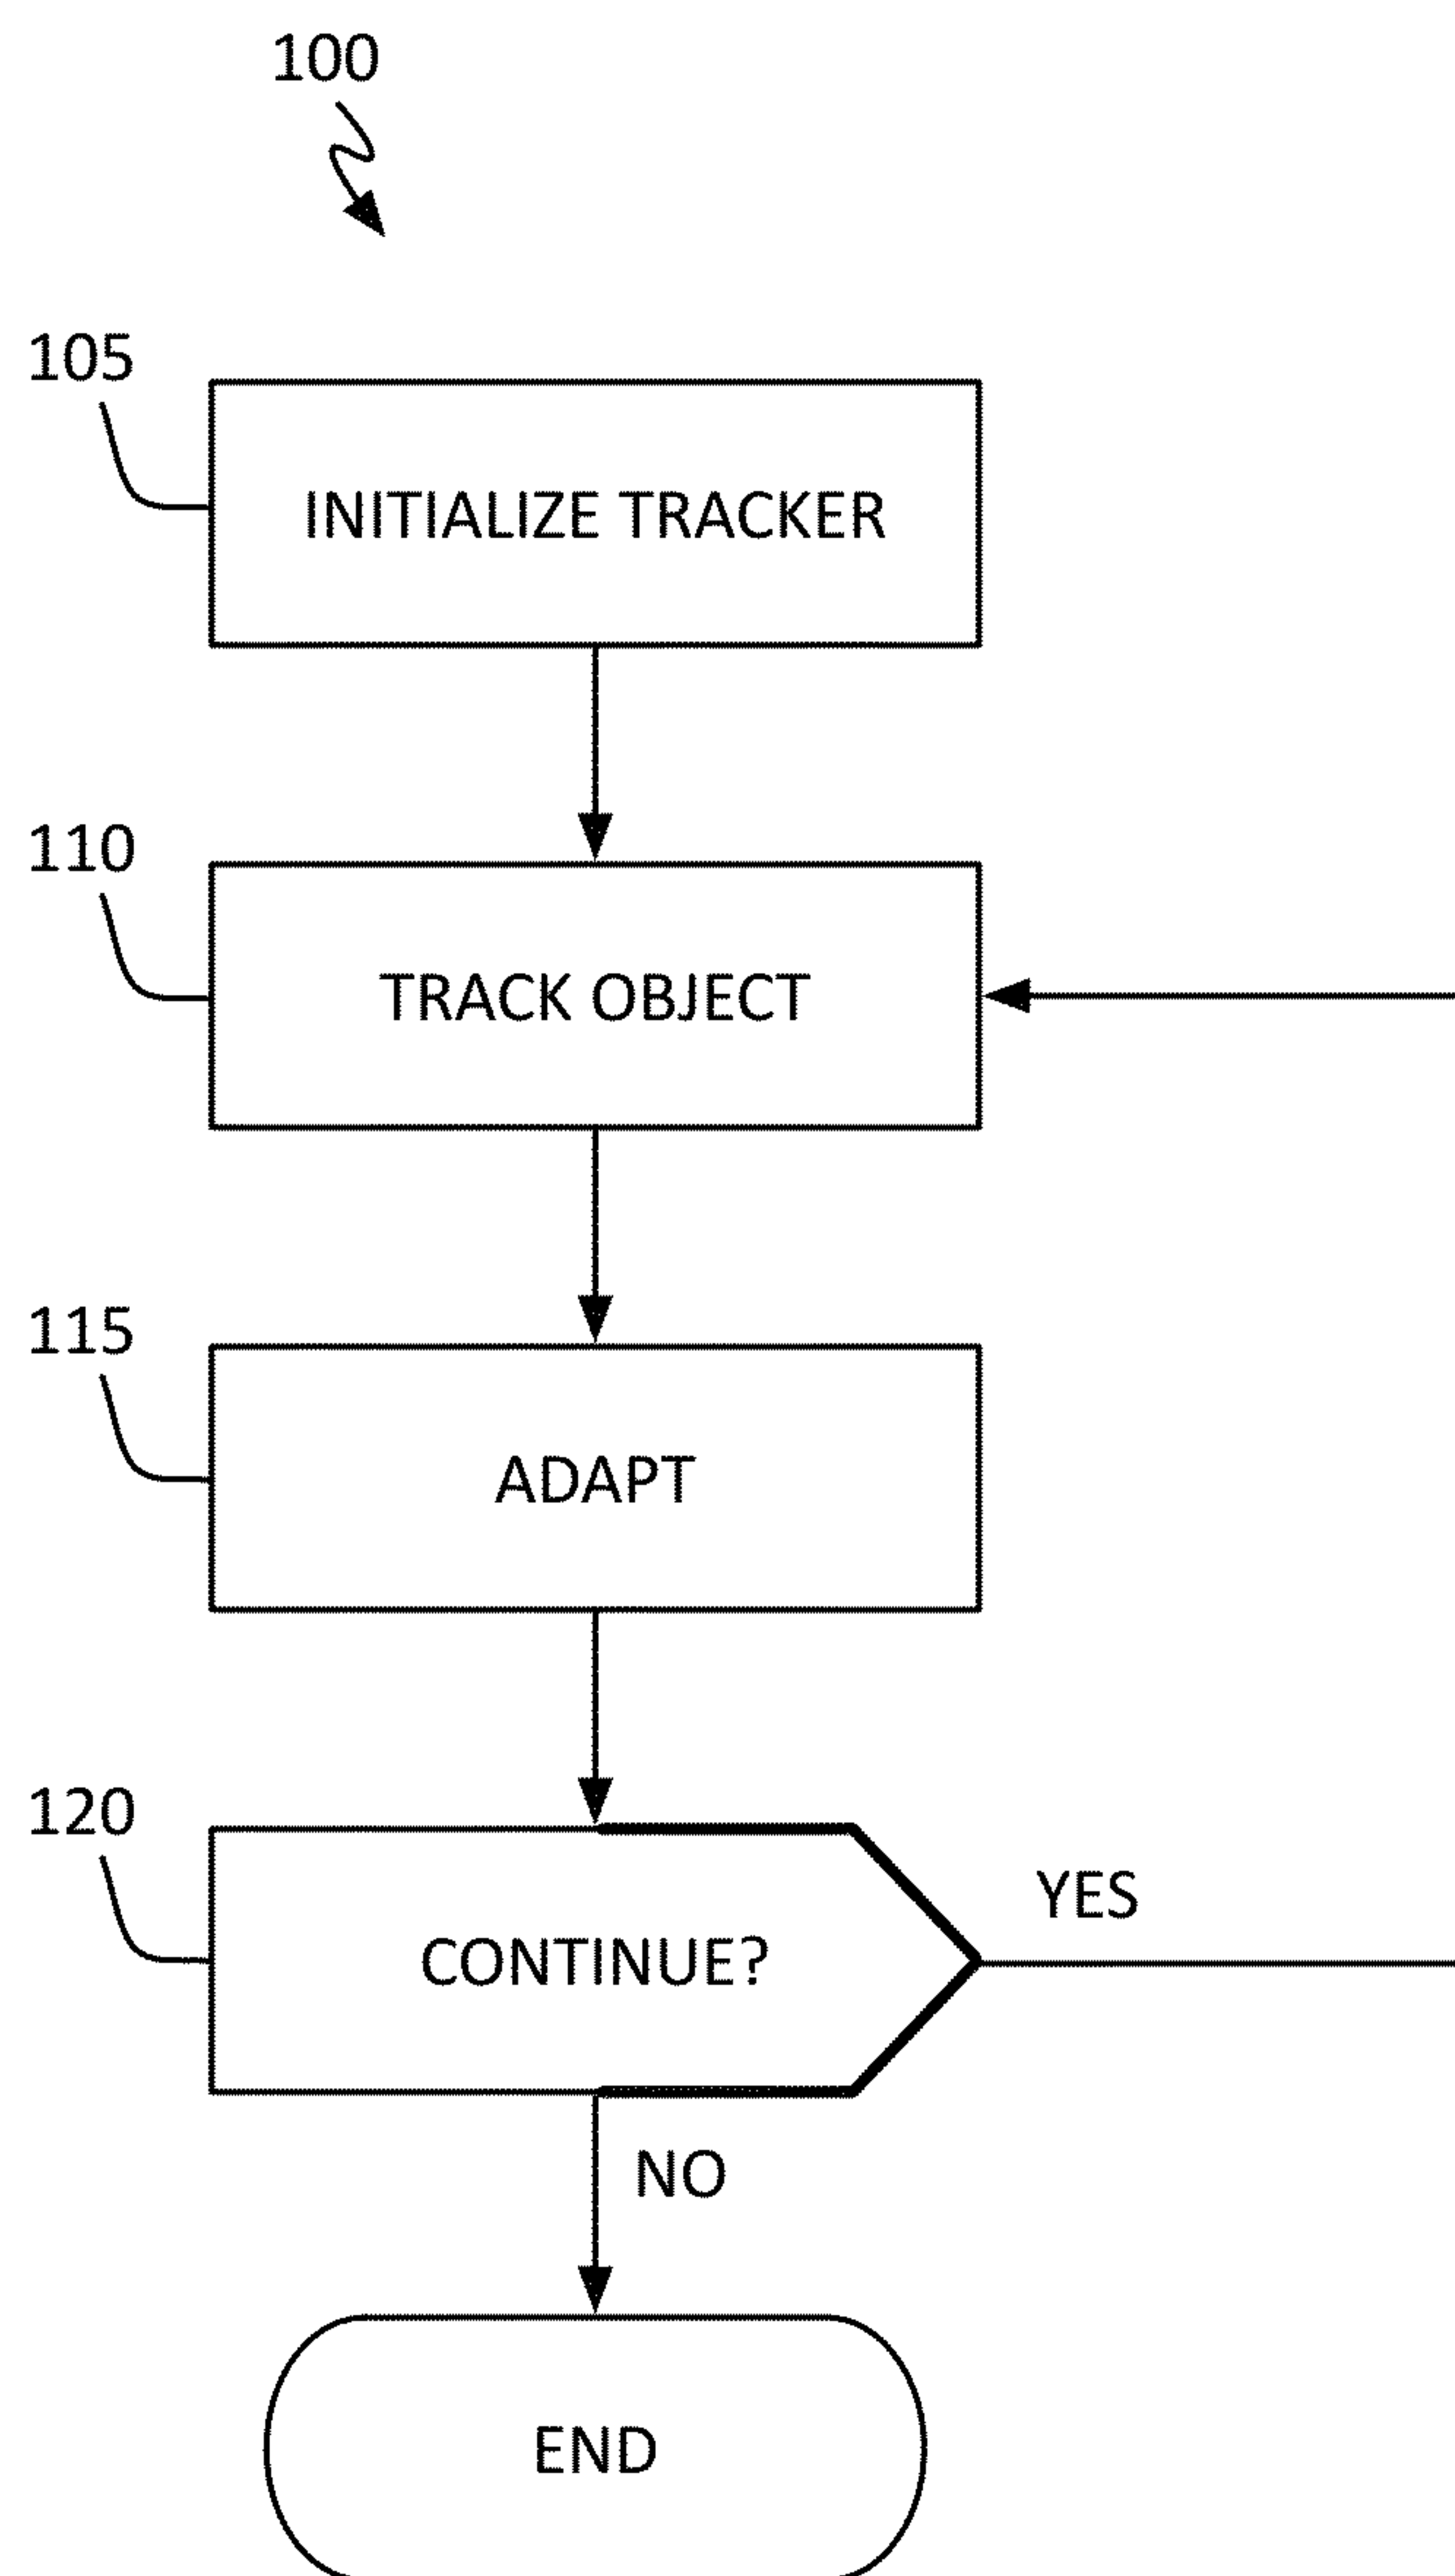 100
105
INITIALIZE TRACKER
110
TRACK OBJECT
115
ADAPT
120
CONTINUE?
YES
NO
END